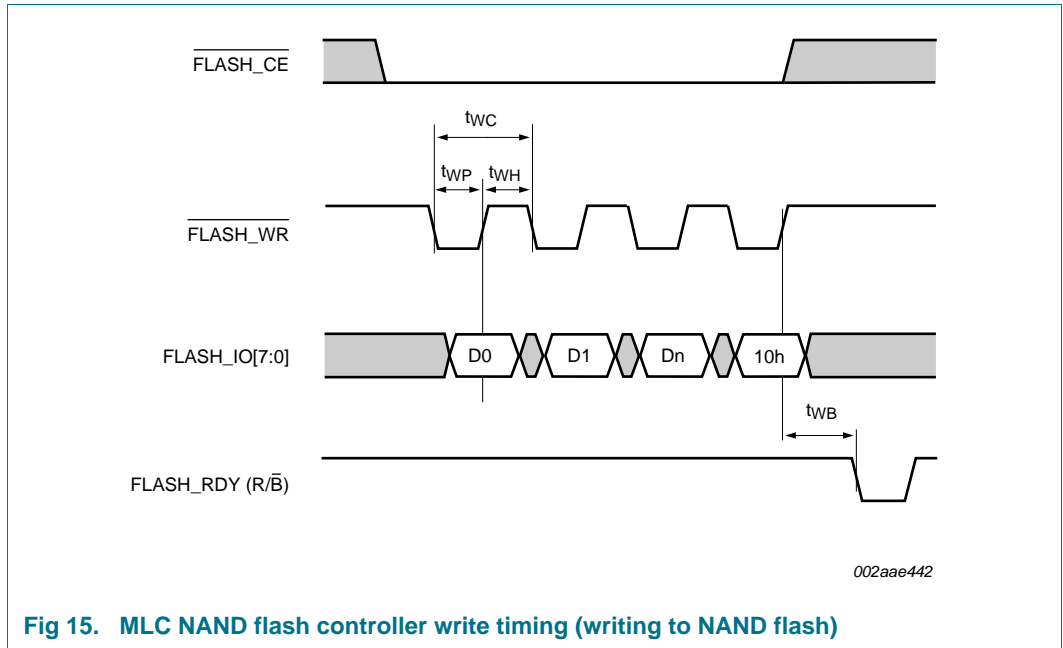 FLASH_CE
tWC
tWP tWH
FLASH_WR
FLASH_IO[7:0] D0 D1 Dn 10h
tWB
FLASH_RDY (R/B̅)
002aae442
Fig 15. MLC NAND flash controller write timing (writing to NAND flash)